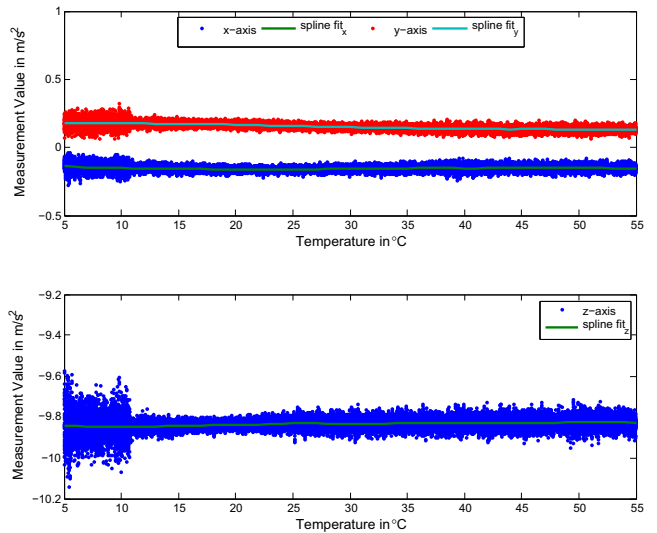 x−axis spline fit_x y−axis spline fit_y
Measurement Value in m/s²
1
0.5
0
−0.5
5 10 15 20 25 30 35 40 45 50 55
Temperature in °C
z−axis
spline fit_z
Measurement Value in m/s²
−9.2
−9.4
−9.6
−9.8
−10
−10.2
5 10 15 20 25 30 35 40 45 50 55
Temperature in °C